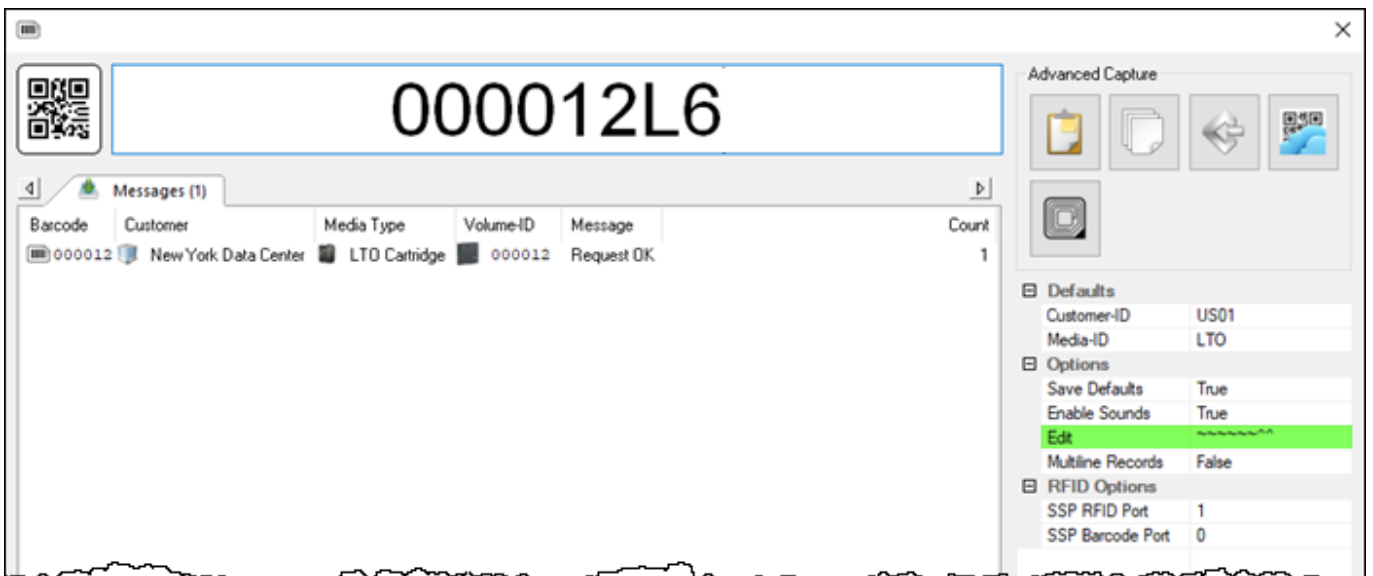 000012L6
Messages (1)
Barcode Customer Media Type Volume-ID Message Count
000012 New York Data Center LTO Cartridge 000012 Request OK 1
Advanced Capture
Defaults
Customer-ID US01
Media-ID LTO
Options
Save Defaults True
Enable Sounds True
Edit ~~~~~~^^
Multiline Records False
RFID Options
SSP RFID Port 1
SSP Barcode Port 0